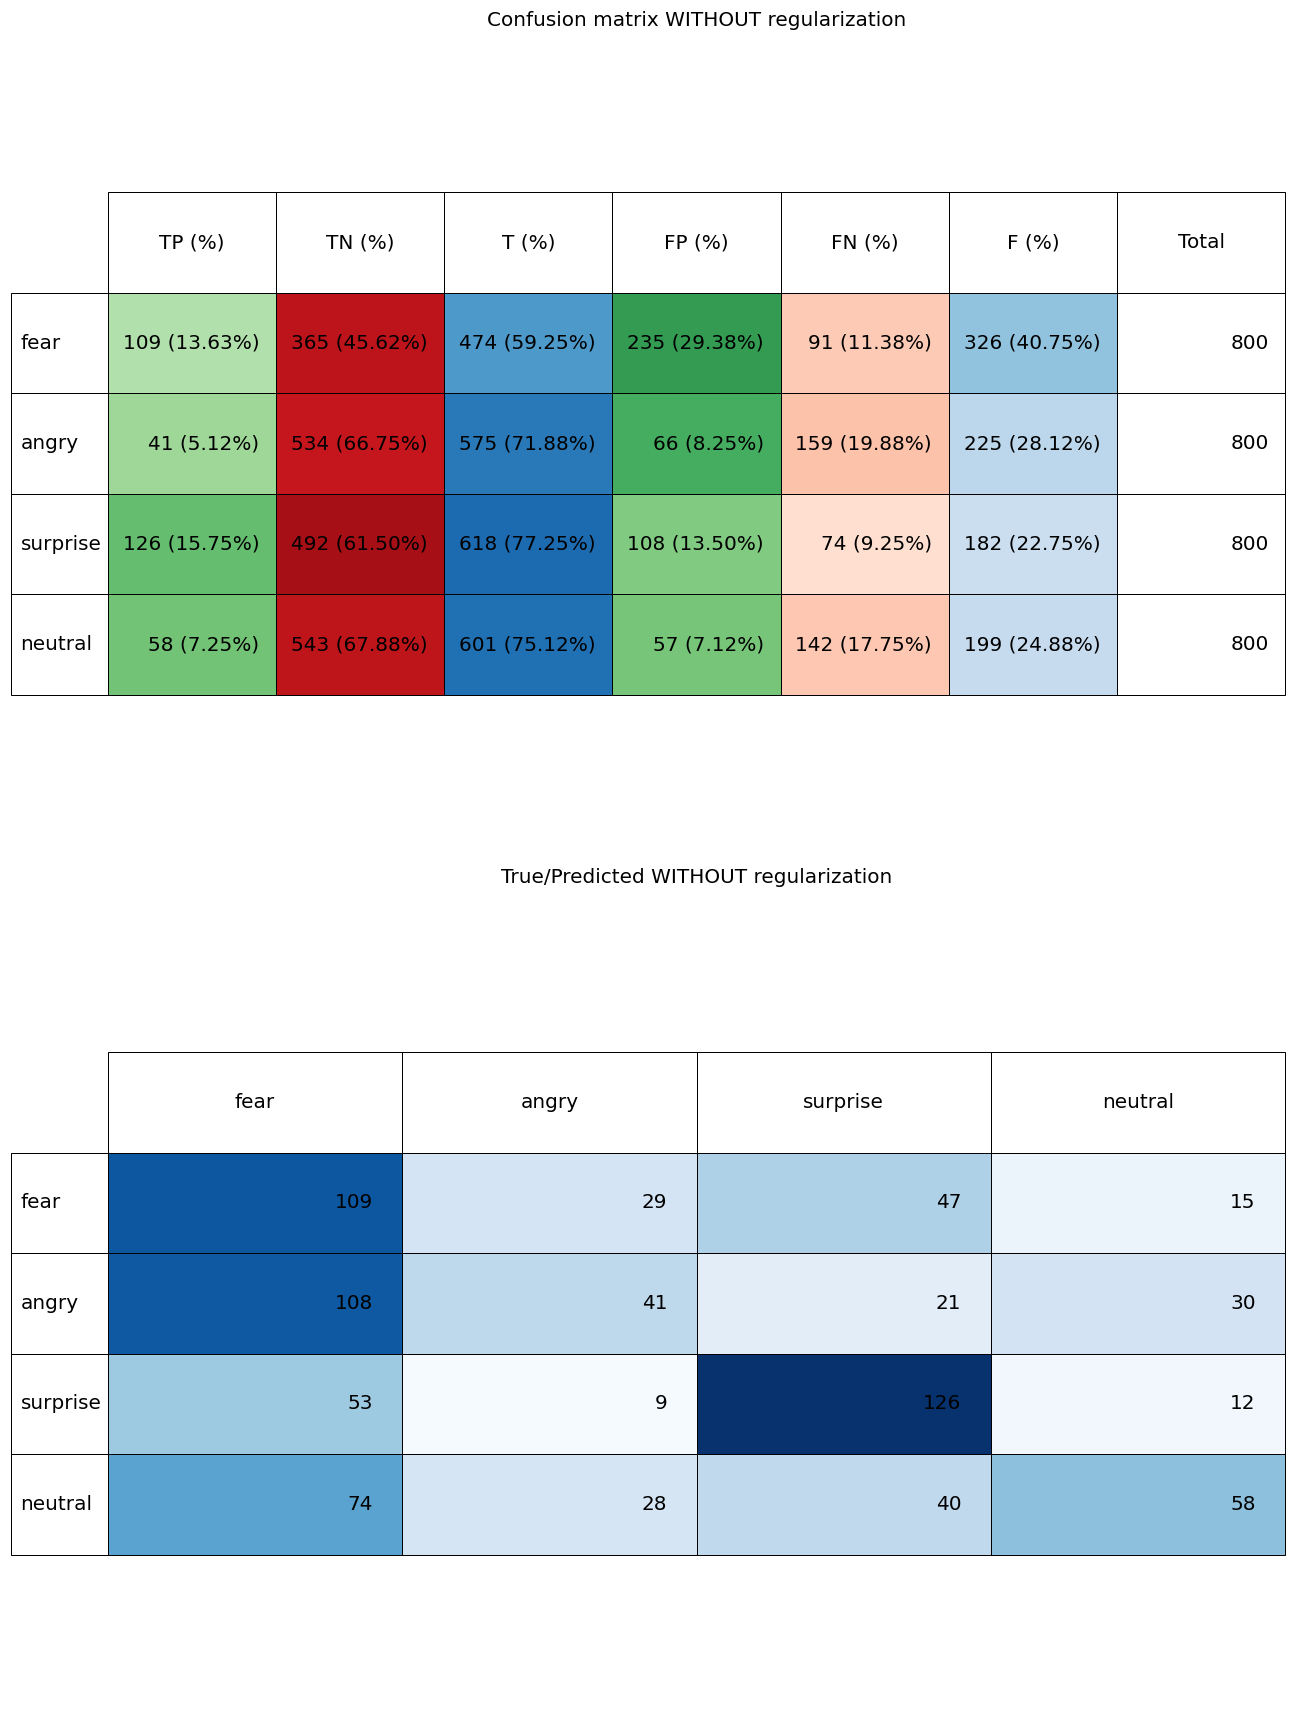 Confusion matrix WITHOUT regularization
TP (%) TN (%) T (%) FP (%) FN (%) F (%) Total
fear 109 (13.63%) 365 (45.62%) 474 (59.25%) 235 (29.38%) 91 (11.38%) 326 (40.75%) 800
angry 41 (5.12%) 534 (66.75%) 575 (71.88%) 66 (8.25%) 159 (19.88%) 225 (28.12%) 800
surprise 126 (15.75%) 492 (61.50%) 618 (77.25%) 108 (13.50%) 74 (9.25%) 182 (22.75%) 800
neutral 58 (7.25%) 543 (67.88%) 601 (75.12%) 57 (7.12%) 142 (17.75%) 199 (24.88%) 800
True/Predicted WITHOUT regularization
fear angry surprise neutral
fear 109 29 47 15
angry 108 41 21 30
surprise 53 9 126 12
neutral 74 28 40 58